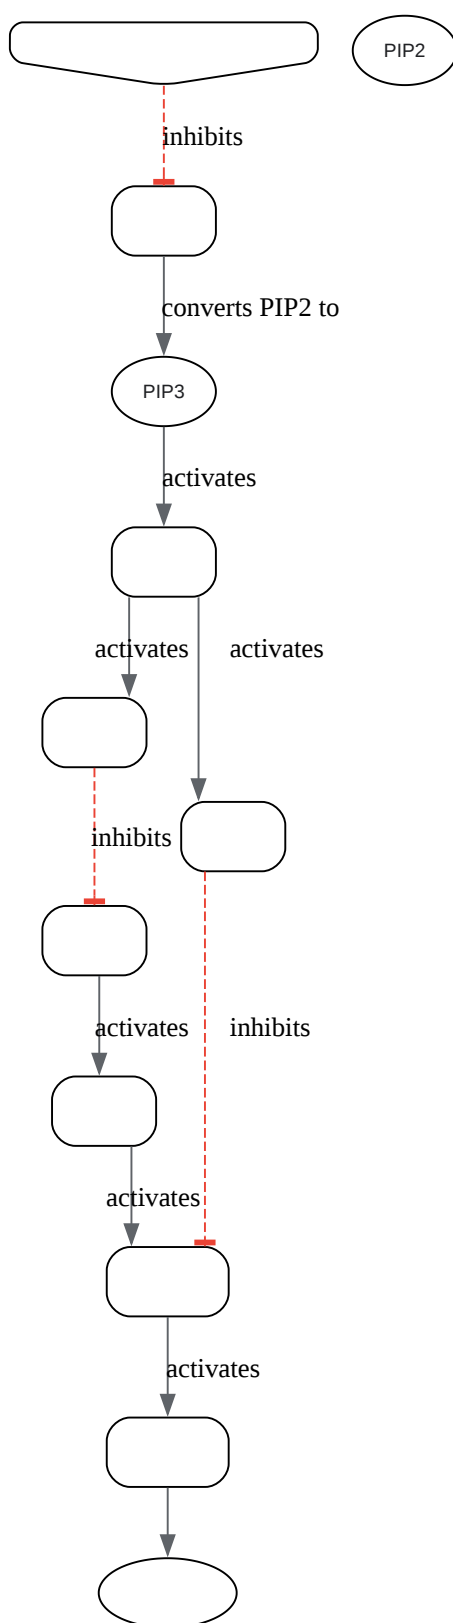 PIP2
inhibits
converts PIP2 to
PIP3
activates
activates
activates
inhibits
activates
inhibits
activates
activates